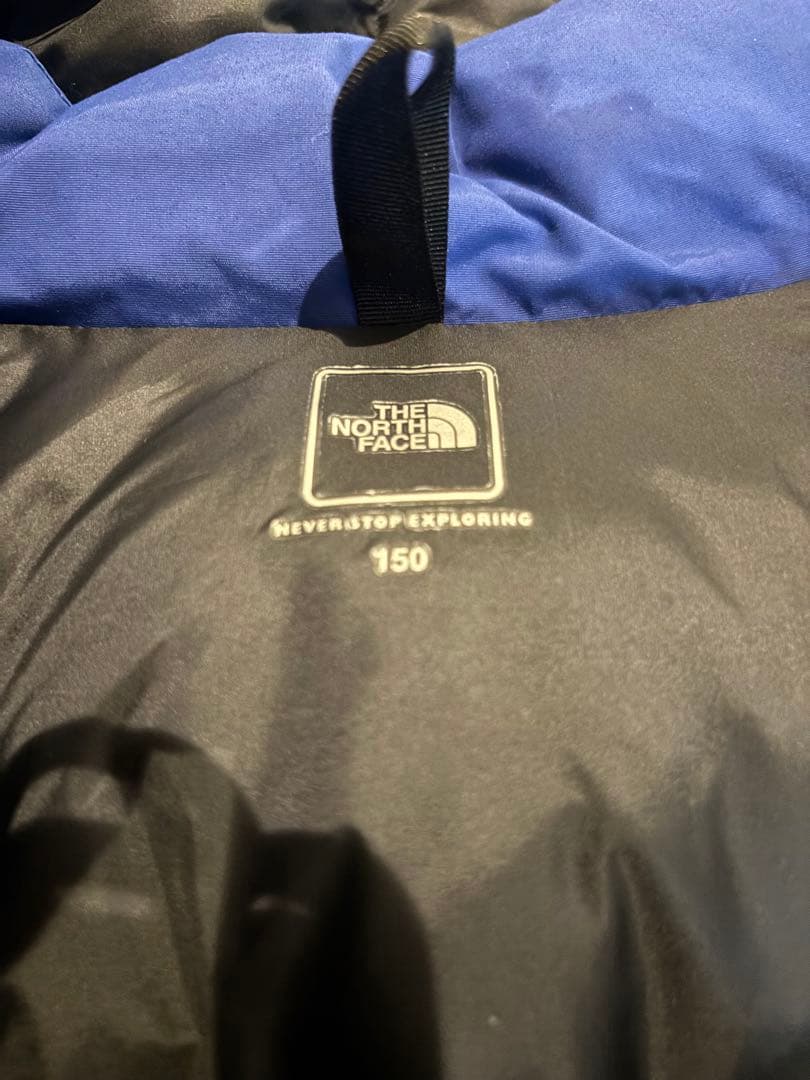 THE
NORTH
FACE
NEVER STOP EXPLORING
150